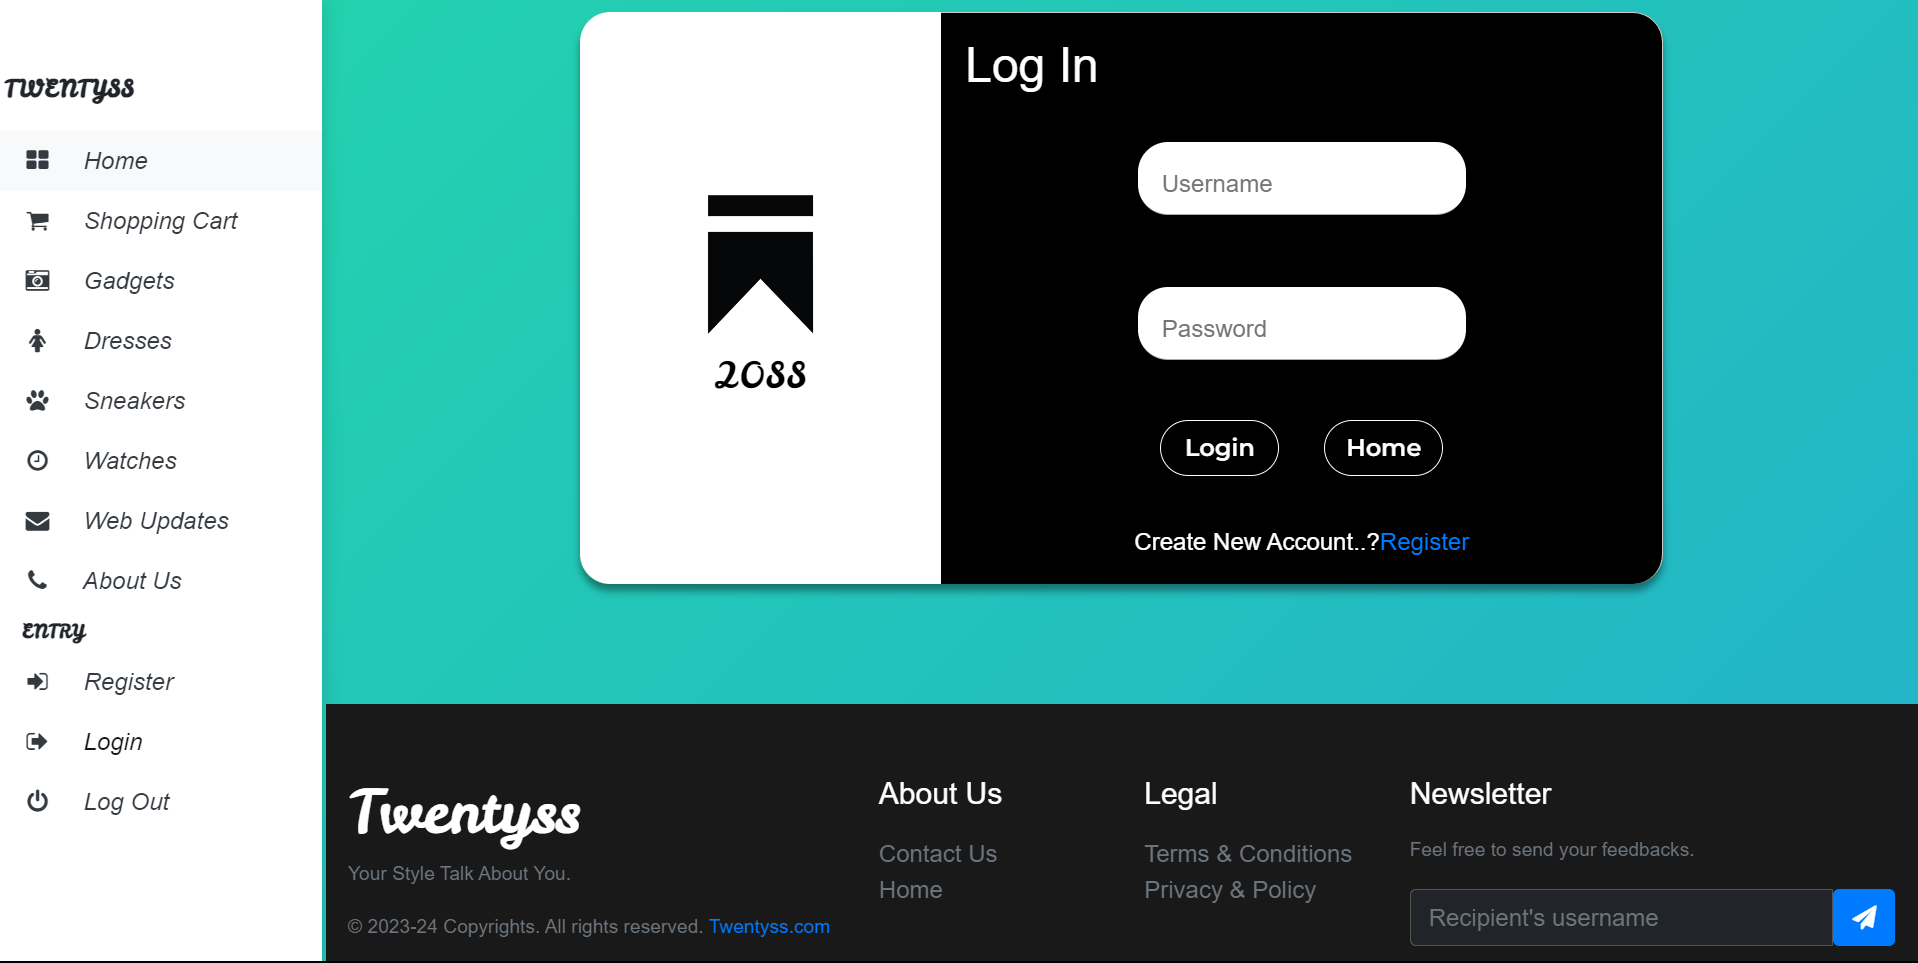 TWENTYSS
Home
Shopping Cart
Gadgets
Dresses
Sneakers
Watches
Web Updates
About Us
ENTRY
Register
Login
Log Out
2088
Log In
Username
Password
Login
Home
Create New Account..?Register
Twentyss
Your Style Talk About You.
© 2023-24 Copyrights. All rights reserved. Twentyss.com
About Us
Contact Us
Home
Legal
Terms & Conditions
Privacy & Policy
Newsletter
Feel free to send your feedbacks.
Recipient's username